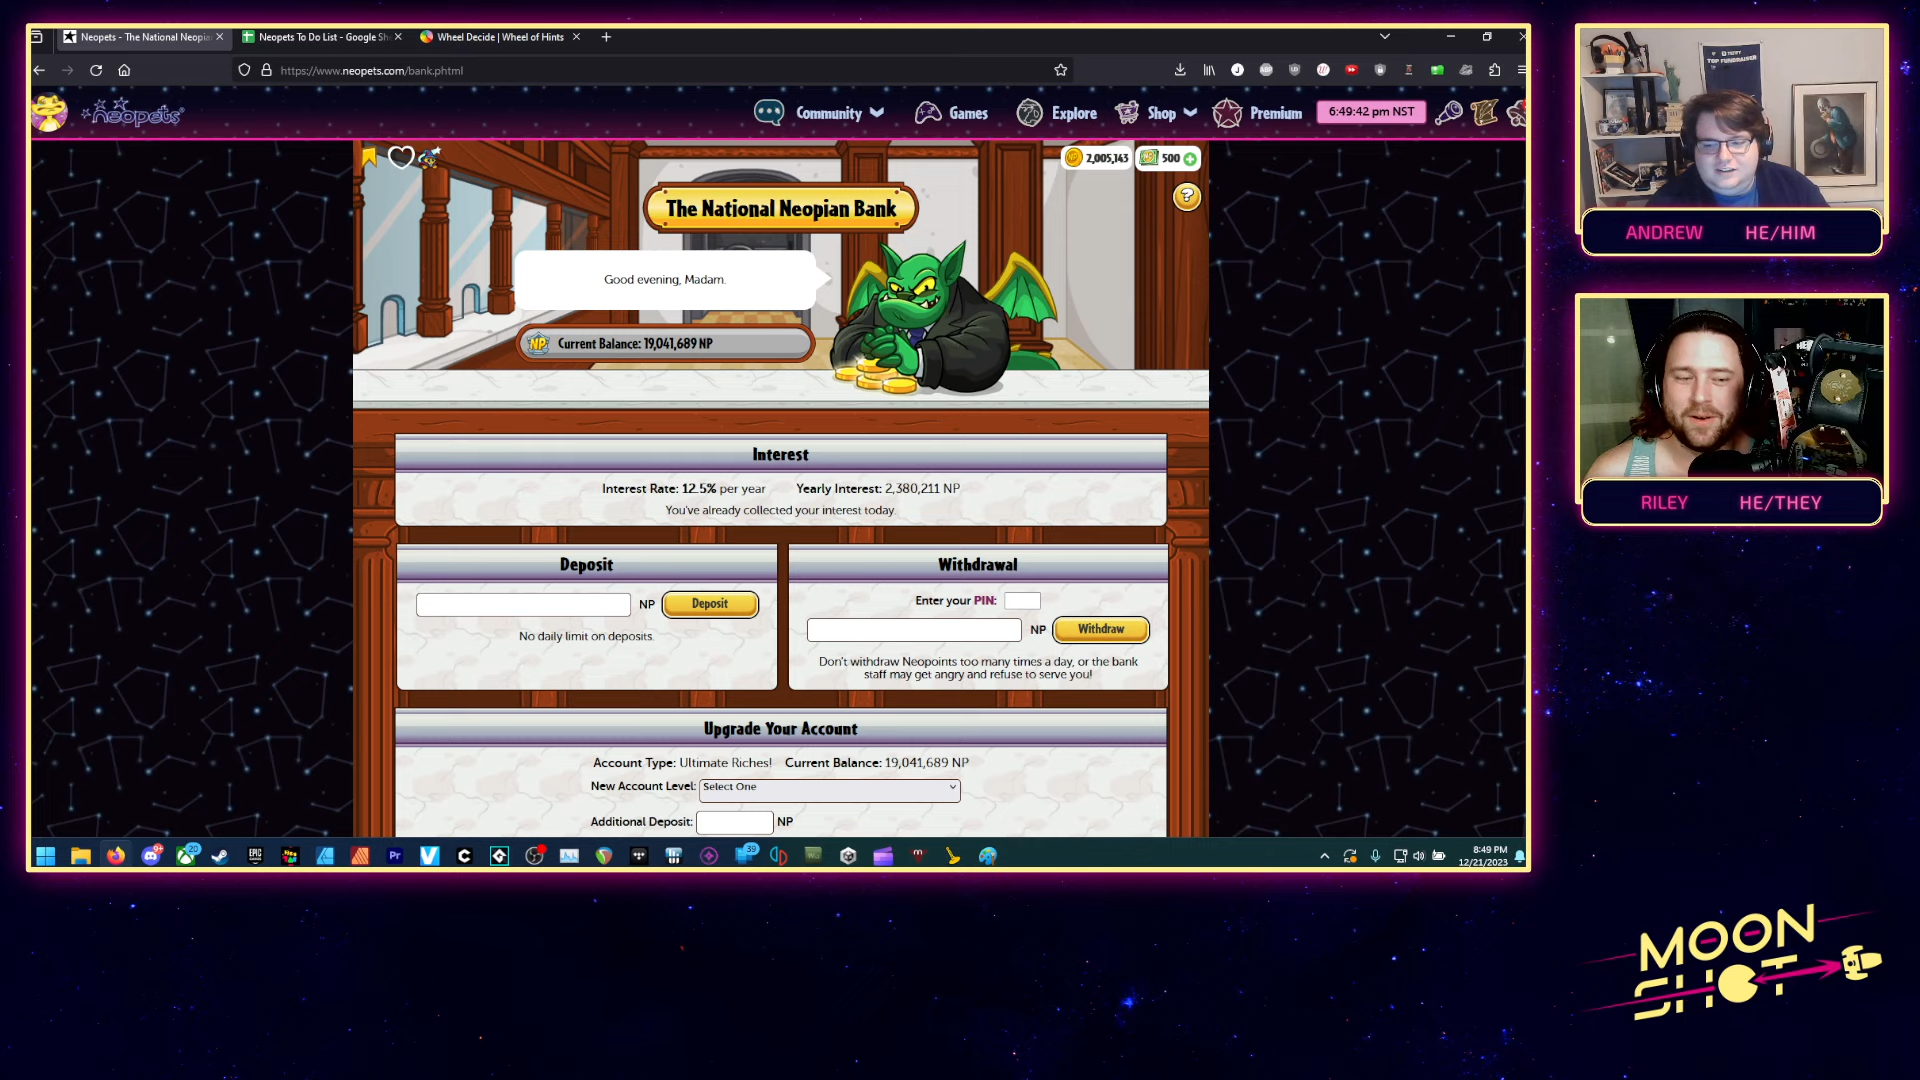 Neopets - The National Neopia
Neopets To Do List - Google Sh
Wheel Decide | Wheel of Hints
https://www.neopets.com/bank.phtml
neopets
Community
Games
Explore
Shop
Premium
6:49:42 pm NST
2,005,143
500
?
The National Neopian Bank
Good evening, Madam.
NP
Current Balance: 19,041,689 NP
Interest
Interest Rate: 12.5% per year
Yearly Interest: 2,380,211 NP
You've already collected your interest today.
Deposit
NP
Deposit
No daily limit on deposits.
Withdrawal
Enter your PIN:
NP
Withdraw
Don't withdraw Neopoints too many times a day, or the bank
staff may get angry and refuse to serve you!
Upgrade Your Account
Account Type: Ultimate Riches!
Current Balance: 19,041,689 NP
New Account Level:
Select One
Additional Deposit:
NP
8:49 PM
12/21/2023
TOP FUNDRAISER
ANDREW HE/HIM
RILEY HE/THEY
MOON
SHOT